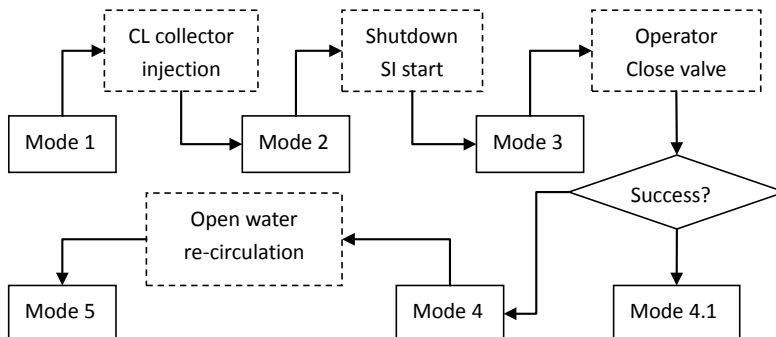 CL collector
injection
Shutdown
SI start
Operator
Close valve
Mode 1
Mode 2
Mode 3
Success?
Open water
re-circulation
Mode 5
Mode 4
Mode 4.1